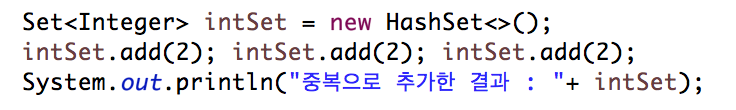 Set<Integer> intSet = new HashSet<>();
intSet.add(2); intSet.add(2); intSet.add(2);
System.out.println("중복으로 추가한 결과 : "+ intSet);